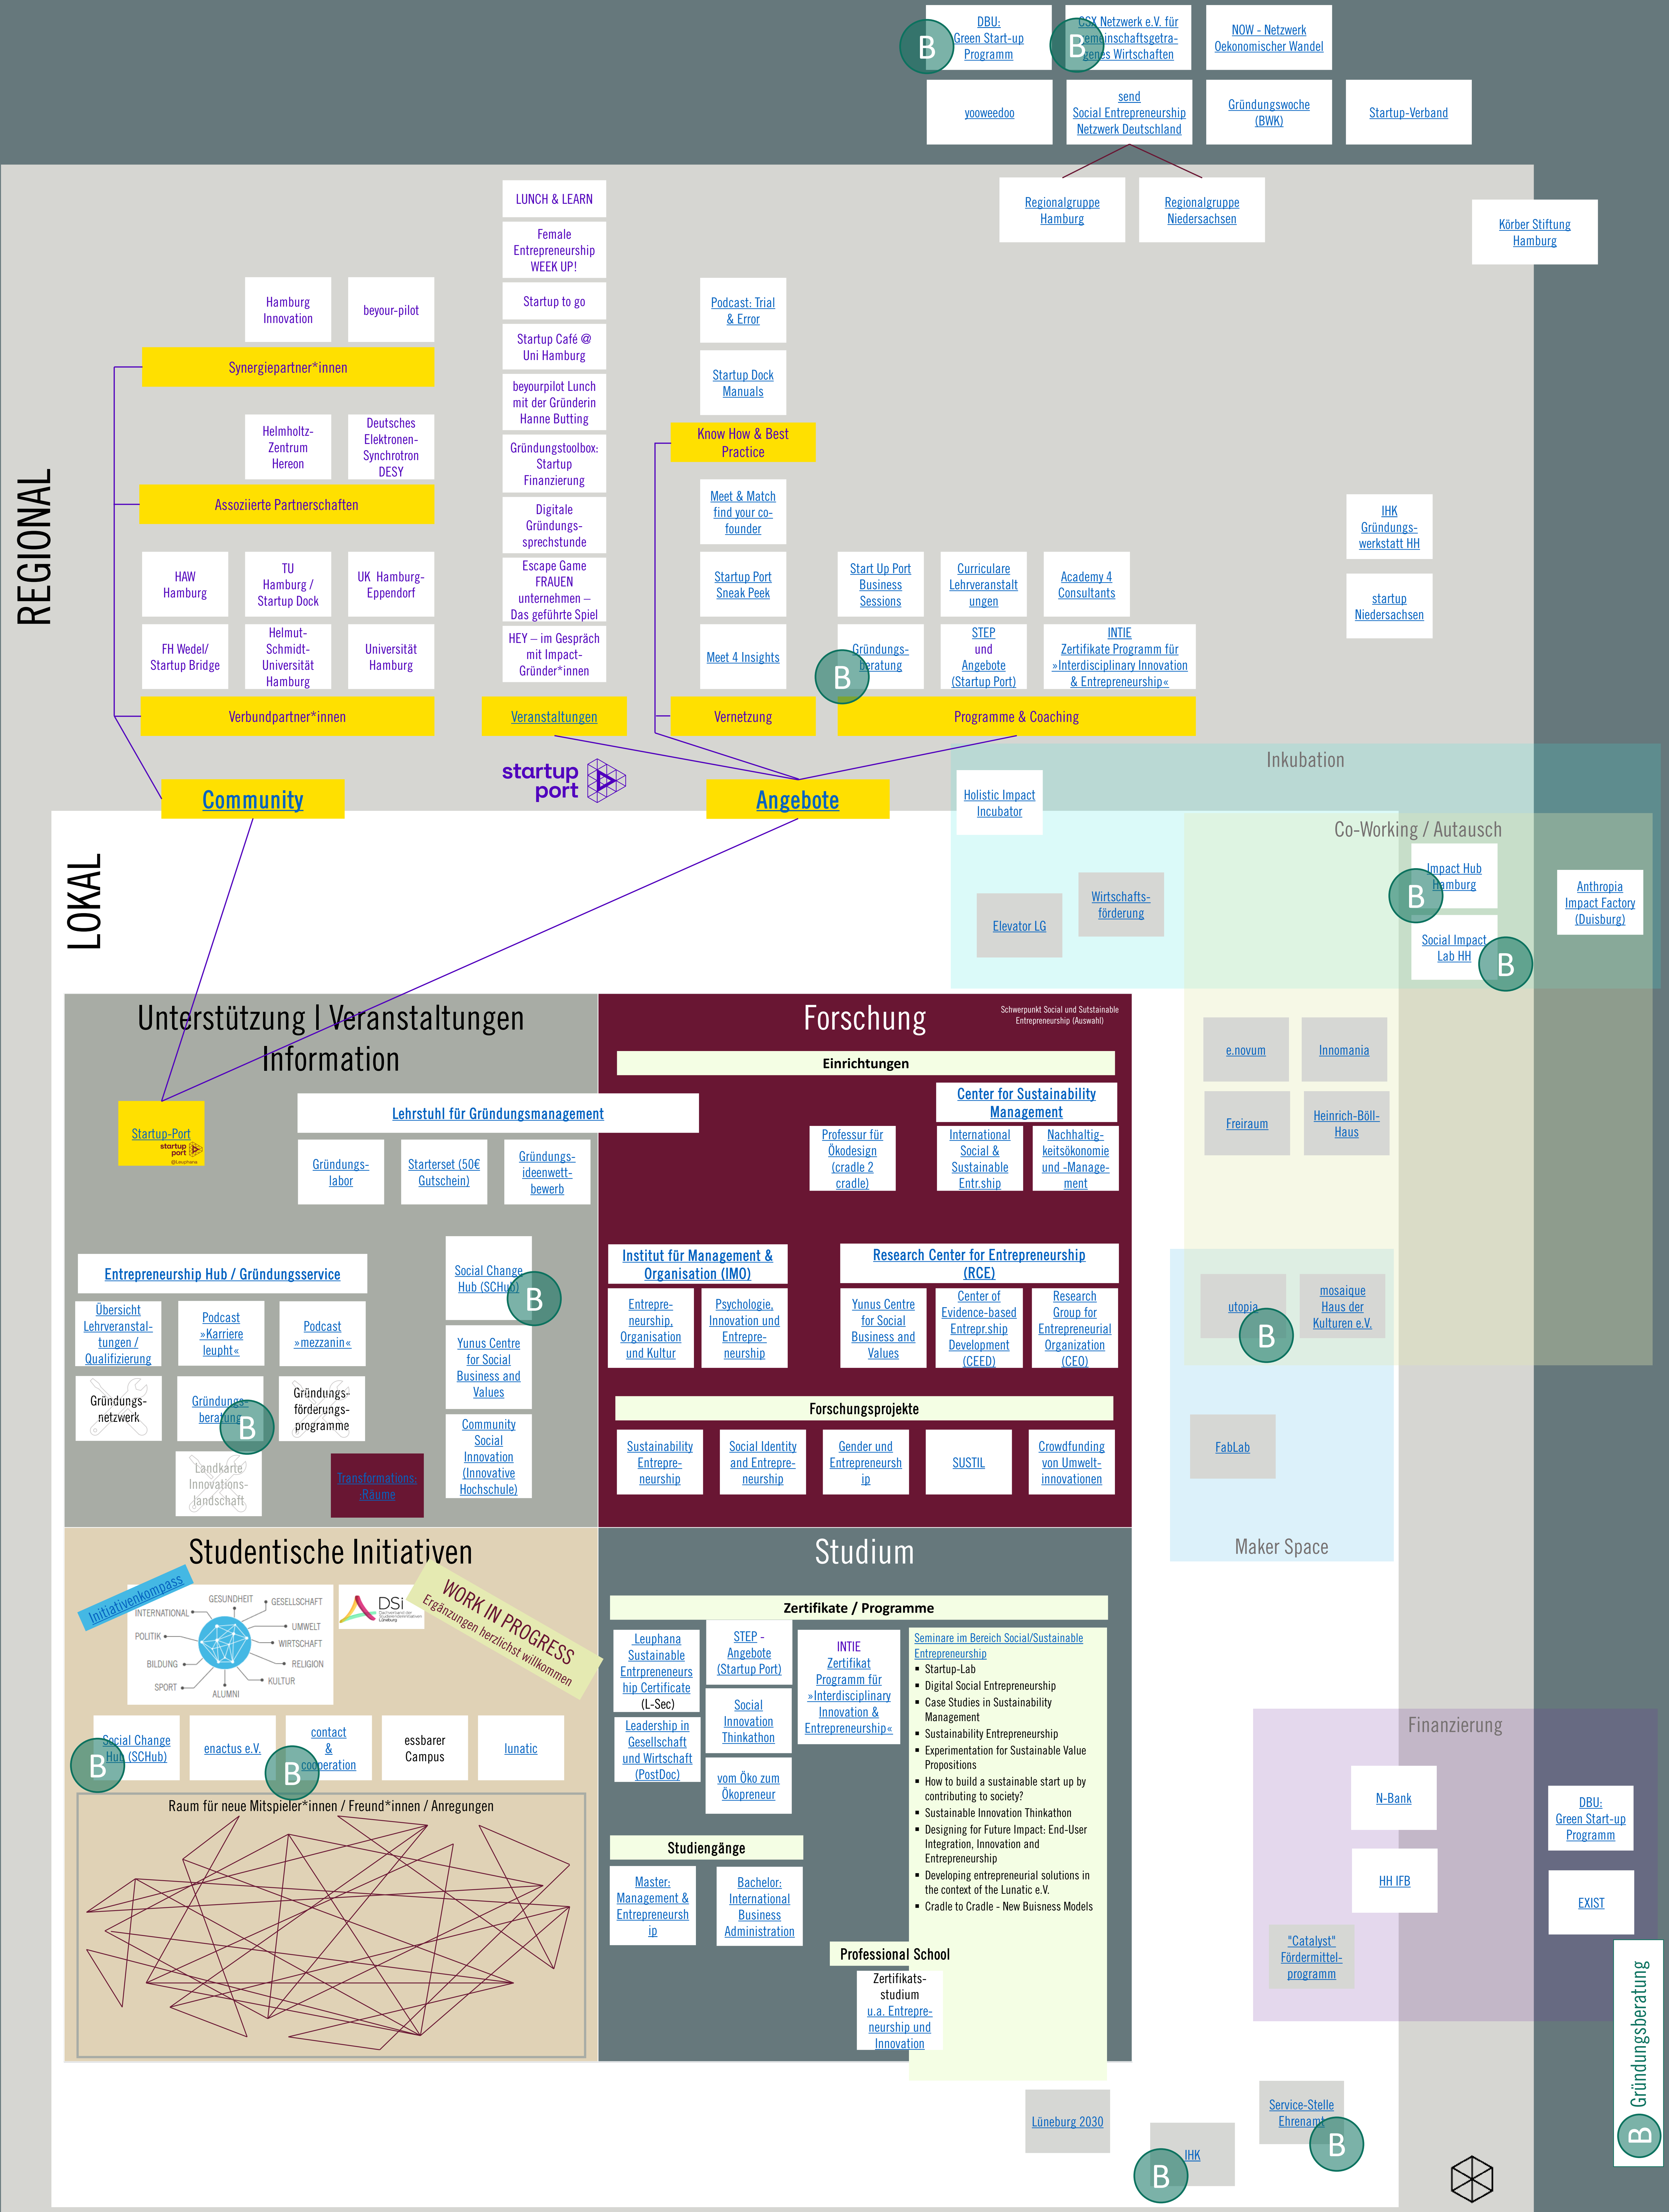 DBU:
Green Start-up
Programm
B
CSX Netzwerk e.V. für
gemeinschaftsgetra-
genes Wirtschaften
B
NOW - Netzwerk
Oekonomischer Wandel
yooweedoo
send
Social Entrepreneurship
Netzwerk Deutschland
Gründungswoche
(BWK)
Startup-Verband
Regionalgruppe
Hamburg
Regionalgruppe
Niedersachsen
Körber Stiftung
Hamburg
REGIONAL
LUNCH & LEARN
Female
Entrepreneurship
WEEK UP!
Startup to go
Startup Café @
Uni Hamburg
beyourpilot Lunch
mit der Gründerin
Hanne Butting
Gründungstoolbox:
Startup
Finanzierung
Digitale
Gründungs-
sprechstunde
Escape Game
FRAUEN
unternehmen –
Das geführte Spiel
HEY – im Gespräch
mit Impact-
Gründer*innen
Veranstaltungen
Hamburg
Innovation
beyour-pilot
Synergiepartner*innen
Helmholtz-
Zentrum
Hereon
Deutsches
Elektronen-
Synchrotron
DESY
Assoziierte Partnerschaften
HAW
Hamburg
TU
Hamburg /
Startup Dock
UK Hamburg-
Eppendorf
FH Wedel/
Startup Bridge
Helmut-
Schmidt-
Universität
Hamburg
Universität
Hamburg
Verbundpartner*innen
Podcast: Trial
& Error
Startup Dock
Manuals
Know How & Best
Practice
Meet & Match
find your co-
founder
Startup Port
Sneak Peek
Meet 4 Insights
Vernetzung
Start Up Port
Business
Sessions
Curriculare
Lehrveranstalt
ungen
Academy 4
Consultants
Gründungs-
beratung
B
STEP
und
Angebote
(Startup Port)
INTIE
Zertifikate Programm für
»Interdisciplinary Innovation
& Entrepreneurship«
Programme & Coaching
IHK
Gründungs-
werkstatt HH
startup
Niedersachsen
Community
startup
port
Angebote
LOKAL
Inkubation
Holistic Impact
Incubator
Elevator LG
Wirtschafts-
förderung
Co-Working / Autausch
Impact Hub
Hamburg
B
Social Impact
Lab HH
B
Anthropia
Impact Factory
(Duisburg)
e.novum
Innomania
Freiraum
Heinrich-Böll-
Haus
utopia
B
mosaique
Haus der
Kulturen e.V.
FabLab
Maker Space
Unterstützung | Veranstaltungen
Information
Startup-Port
startup
port
@Leuphana
Lehrstuhl für Gründungsmanagement
Gründungs-
labor
Starterset (50€
Gutschein)
Gründungs-
ideenwett-
bewerb
Entrepreneurship Hub / Gründungsservice
Übersicht
Lehrveranstal-
tungen /
Qualifizierung
Podcast
»Karriere
leupht«
Podcast
»mezzanin«
Gründungs-
netzwerk
Gründungs-
beratung
B
Gründungs-
förderungs-
programme
Landkarte
Innovations-
landschaft
Transformations:
:Räume
Social Change
Hub (SCHub)
B
Yunus Centre
for Social
Business and
Values
Community
Social
Innovation
(Innovative
Hochschule)
Forschung
Schwerpunkt Social und Sutstainable
Entrepreneurship (Auswahl)
Einrichtungen
Center for Sustainability
Management
Professur für
Ökodesign
(cradle 2
cradle)
International
Social &
Sustainable
Entr.ship
Nachhaltig-
keitsökonomie
und -Manage-
ment
Institut für Management &
Organisation (IMO)
Entrepre-
neurship,
Organisation
und Kultur
Psychologie,
Innovation und
Entrepre-
neurship
Research Center for Entrepreneurship
(RCE)
Yunus Centre
for Social
Business and
Values
Center of
Evidence-based
Entrepr.ship
Development
(CEED)
Research
Group for
Entrepreneurial
Organization
(CEO)
Forschungsprojekte
Sustainability
Entrepre-
neurship
Social Identity
and Entrepre-
neurship
Gender und
Entrepreneursh
ip
SUSTIL
Crowdfunding
von Umwelt-
innovationen
Studentische Initiativen
Initiativenkompass
GESUNDHEIT
GESELLSCHAFT
INTERNATIONAL
UMWELT
POLITIK
WIRTSCHAFT
BILDUNG
RELIGION
SPORT
KULTUR
ALUMNI
DSi
WORK IN PROGRESS
Ergänzungen herzlichst willkommen
Social Change
Hub (SCHub)
B
enactus e.V.
contact
&
cooperation
B
essbarer
Campus
lunatic
Raum für neue Mitspieler*innen / Freund*innen / Anregungen
Studium
Zertifikate / Programme
Leuphana
Sustainable
Entrpreneneurs
hip Certificate
(L-Sec)
Leadership in
Gesellschaft
und Wirtschaft
(PostDoc)
STEP -
Angebote
(Startup Port)
Social
Innovation
Thinkathon
vom Öko zum
Ökopreneur
INTIE
Zertifikat
Programm für
»Interdisciplinary
Innovation &
Entrepreneurship«
Seminare im Bereich Social/Sustainable
Entrepreneurship
▪ Startup-Lab
▪ Digital Social Entrepreneurship
▪ Case Studies in Sustainability
Management
▪ Sustainability Entrepreneurship
▪ Experimentation for Sustainable Value
Propositions
▪ How to build a sustainable start up by
contributing to society?
▪ Sustainable Innovation Thinkathon
▪ Designing for Future Impact: End-User
Integration, Innovation and
Entrepreneurship
▪ Developing entrepreneurial solutions in
the context of the Lunatic e.V.
▪ Cradle to Cradle - New Buisness Models
Studiengänge
Master:
Management &
Entrepreneursh
ip
Bachelor:
International
Business
Administration
Professional School
Zertifikats-
studium
u.a. Entrepre-
neurship und
Innovation
Finanzierung
N-Bank
HH IFB
"Catalyst"
Fördermittel-
programm
DBU:
Green Start-up
Programm
EXIST
Lüneburg 2030
IHK
B
Service-Stelle
Ehrenamt
B
B Gründungsberatung